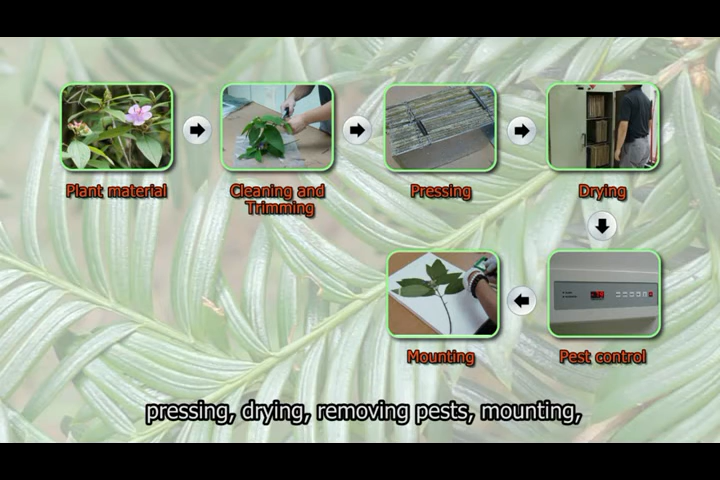 Plant material
Cleaning and
Trimming
Pressing
Drying
Mounting
Pest control
pressing, drying, removing pests, mounting,